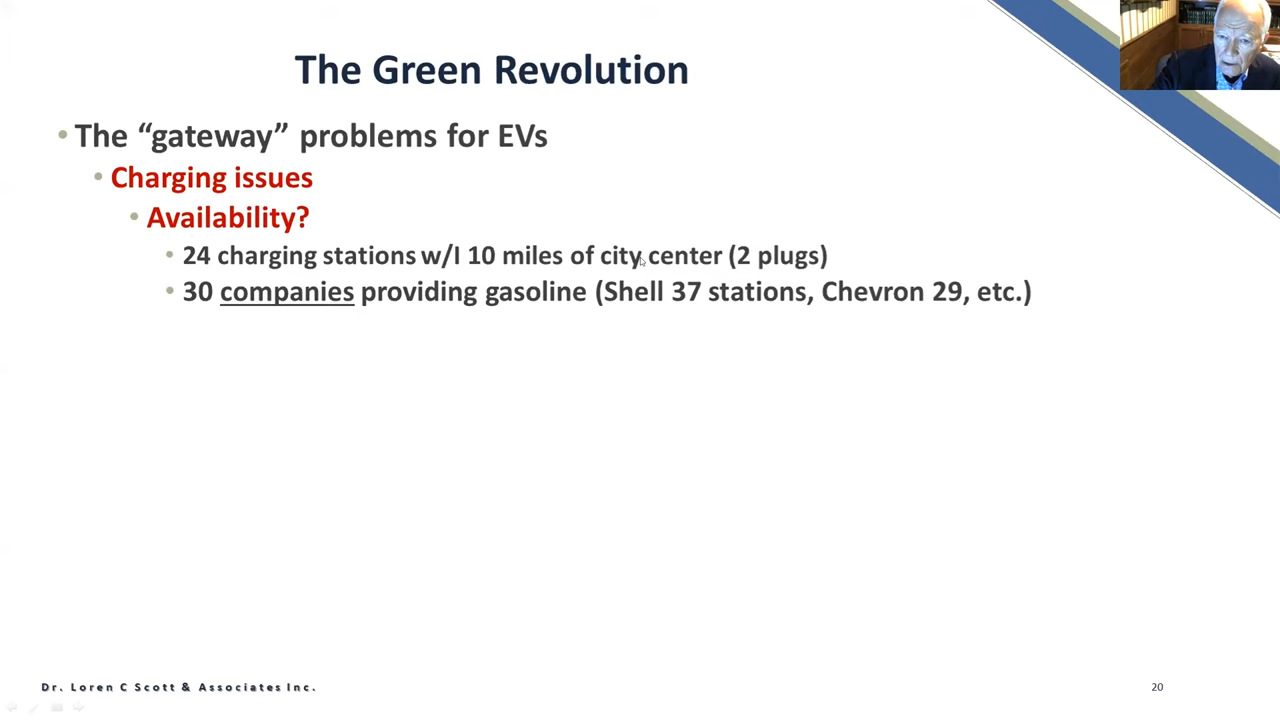 The Green Revolution
• The “gateway” problems for EVs
• Charging issues
• Availability?
• 24 charging stations w/I 10 miles of city center (2 plugs)
• 30 companies providing gasoline (Shell 37 stations, Chevron 29, etc.)
Dr. Loren C Scott & Associates Inc.
20